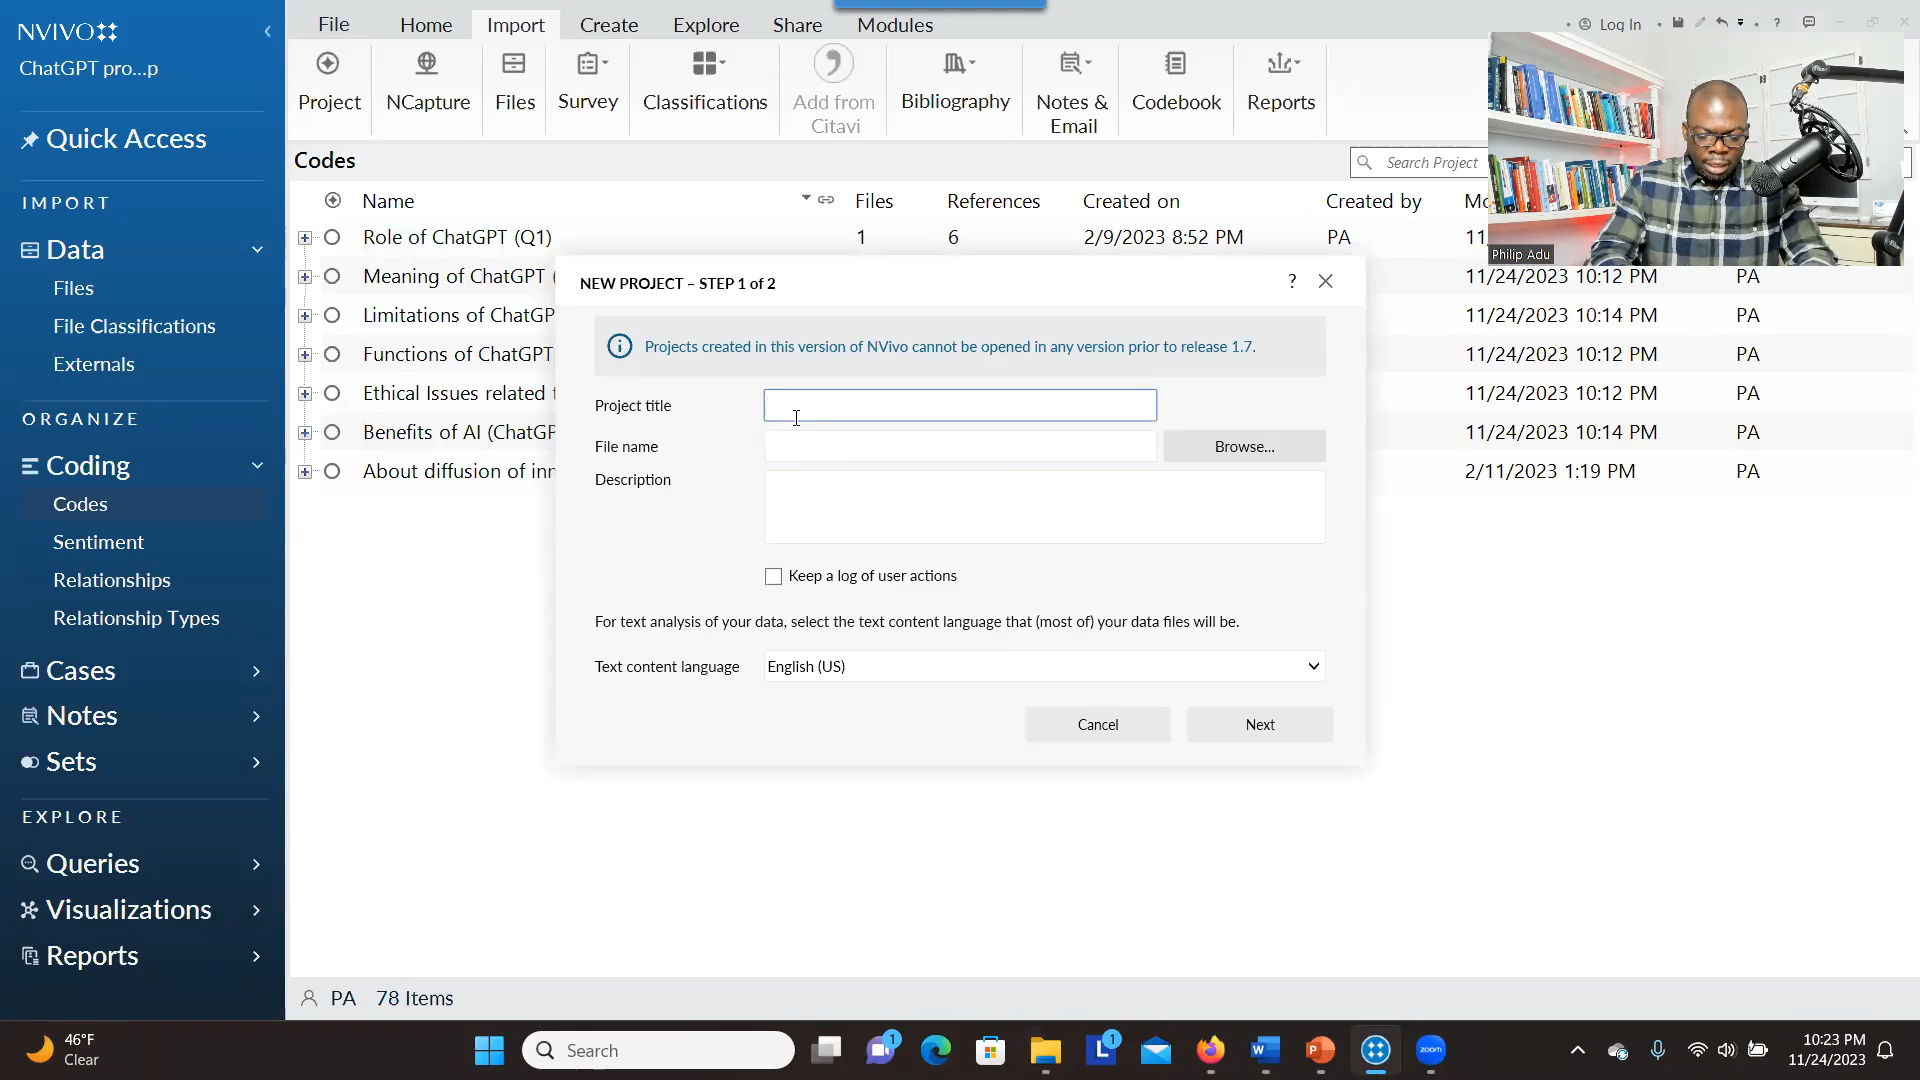 NVIVO
ChatGPT pro...p
File Home Import Create Explore Share Modules
Log In
Project NCapture Files Survey Classifications Add from Citavi Bibliography Notes & Email Codebook Reports
Quick Access
IMPORT
Data
Files
File Classifications
Externals
ORGANIZE
Coding
Codes
Sentiment
Relationships
Relationship Types
Cases
Notes
Sets
EXPLORE
Queries
Visualizations
Reports
Codes
Search Project
Name Files References Created on Created by Mo
Role of ChatGPT (Q1) 1 6 2/9/2023 8:52 PM PA 11
Philip Adu
Meaning of ChatGPT ( 11/24/2023 10:12 PM PA
Limitations of ChatGP 11/24/2023 10:14 PM PA
Functions of ChatGPT 11/24/2023 10:12 PM PA
Ethical Issues related t 11/24/2023 10:12 PM PA
Benefits of AI (ChatGP 11/24/2023 10:14 PM PA
About diffusion of inn 2/11/2023 1:19 PM PA
NEW PROJECT – STEP 1 of 2
?
Projects created in this version of NVivo cannot be opened in any version prior to release 1.7.
Project title
File name Browse...
Description
Keep a log of user actions
For text analysis of your data, select the text content language that (most of) your data files will be.
Text content language English (US)
Cancel Next
PA 78 Items
46°F
Clear
Search
1
L 1
W
P
zoom
10:23 PM
11/24/2023